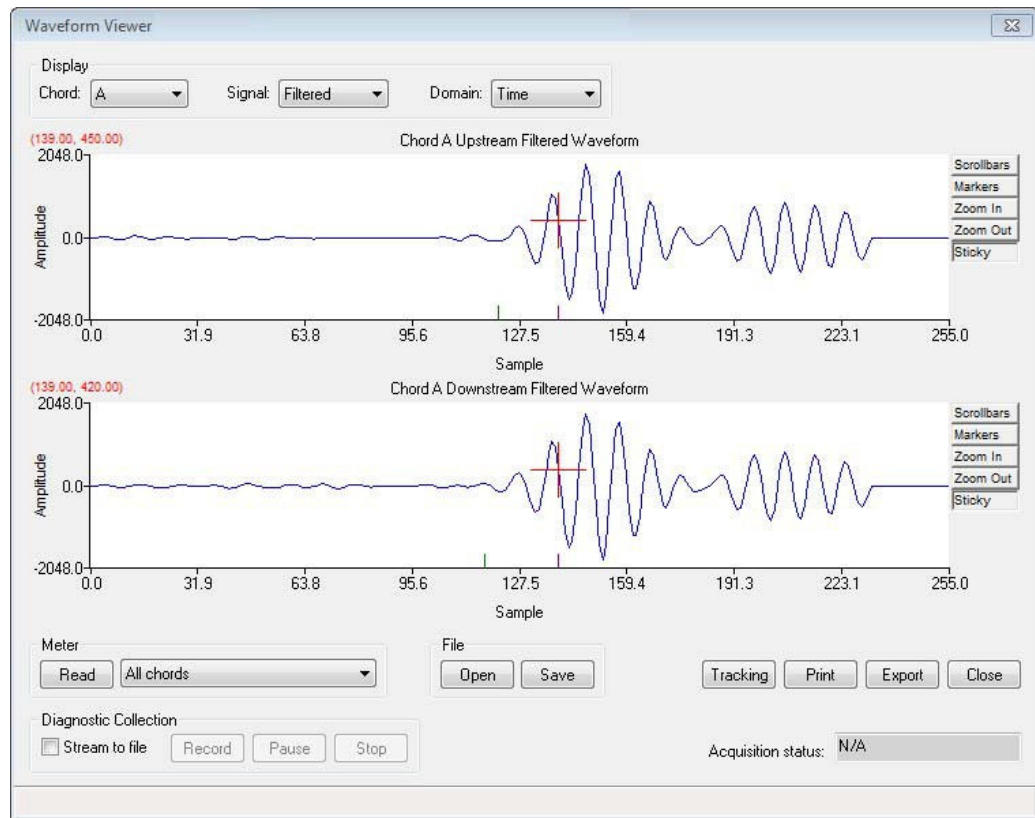 Waveform Viewer
Display
Chord: A Signal: Filtered Domain: Time
(139.00, 450.00) Chord A Upstream Filtered Waveform
2048.0
Amplitude
0.0
-2048.0
0.0 31.9 63.8 95.6 127.5 159.4 191.3 223.1 255.0
Sample
Scrollbars
Markers
Zoom In
Zoom Out
Sticky
(139.00, 420.00) Chord A Downstream Filtered Waveform
2048.0
Amplitude
0.0
-2048.0
0.0 31.9 63.8 95.6 127.5 159.4 191.3 223.1 255.0
Sample
Scrollbars
Markers
Zoom In
Zoom Out
Sticky
Meter
Read All chords
File
Open Save
Tracking Print Export Close
Diagnostic Collection
Stream to file Record Pause Stop
Acquisition status: N/A